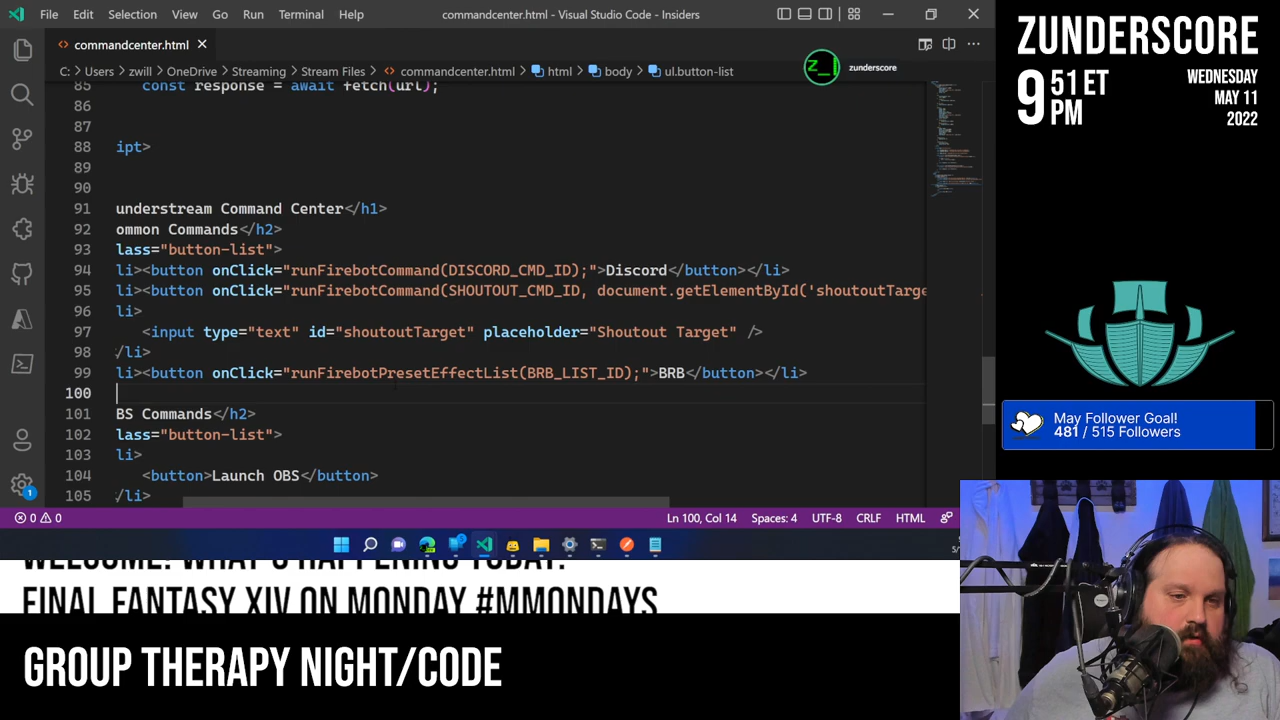 File Edit Selection View Go Run Terminal Help
commandcenter.html - Visual Studio Code - Insiders
commandcenter.html
C: > Users > zwill > OneDrive > Streaming > Stream Files > commandcenter.html > html > body > ul.button-list
z_| zunderscore
85 const response = await fetch(url);
86
87
88 ipt>
89
90
91 understream Command Center</h1>
92 ommon Commands</h2>
93 lass="button-list">
94 li><button onClick="runFirebotCommand(DISCORD_CMD_ID);">Discord</button></li>
95 li><button onClick="runFirebotCommand(SHOUTOUT_CMD_ID, document.getElementById('shoutoutTarge
96 li>
97 <input type="text" id="shoutoutTarget" placeholder="Shoutout Target" />
98 /li>
99 li><button onClick="runFirebotPresetEffectList(BRB_LIST_ID);">BRB</button></li>
100
101 BS Commands</h2>
102 lass="button-list">
103 li>
104 <button>Launch OBS</button>
105 /li>
0 0
Ln 100, Col 14 Spaces: 4 UTF-8 CRLF HTML
1
WELCOME! WHAT'S HAPPENING TODAY:
FINAL FANTASY XIV ON MONDAY #MMONDAYS
GROUP THERAPY NIGHT/CODE
ZUNDERSCORE
9 51 ET PM
WEDNESDAY
MAY 11
2022
May Follower Goal!
481 / 515 Followers